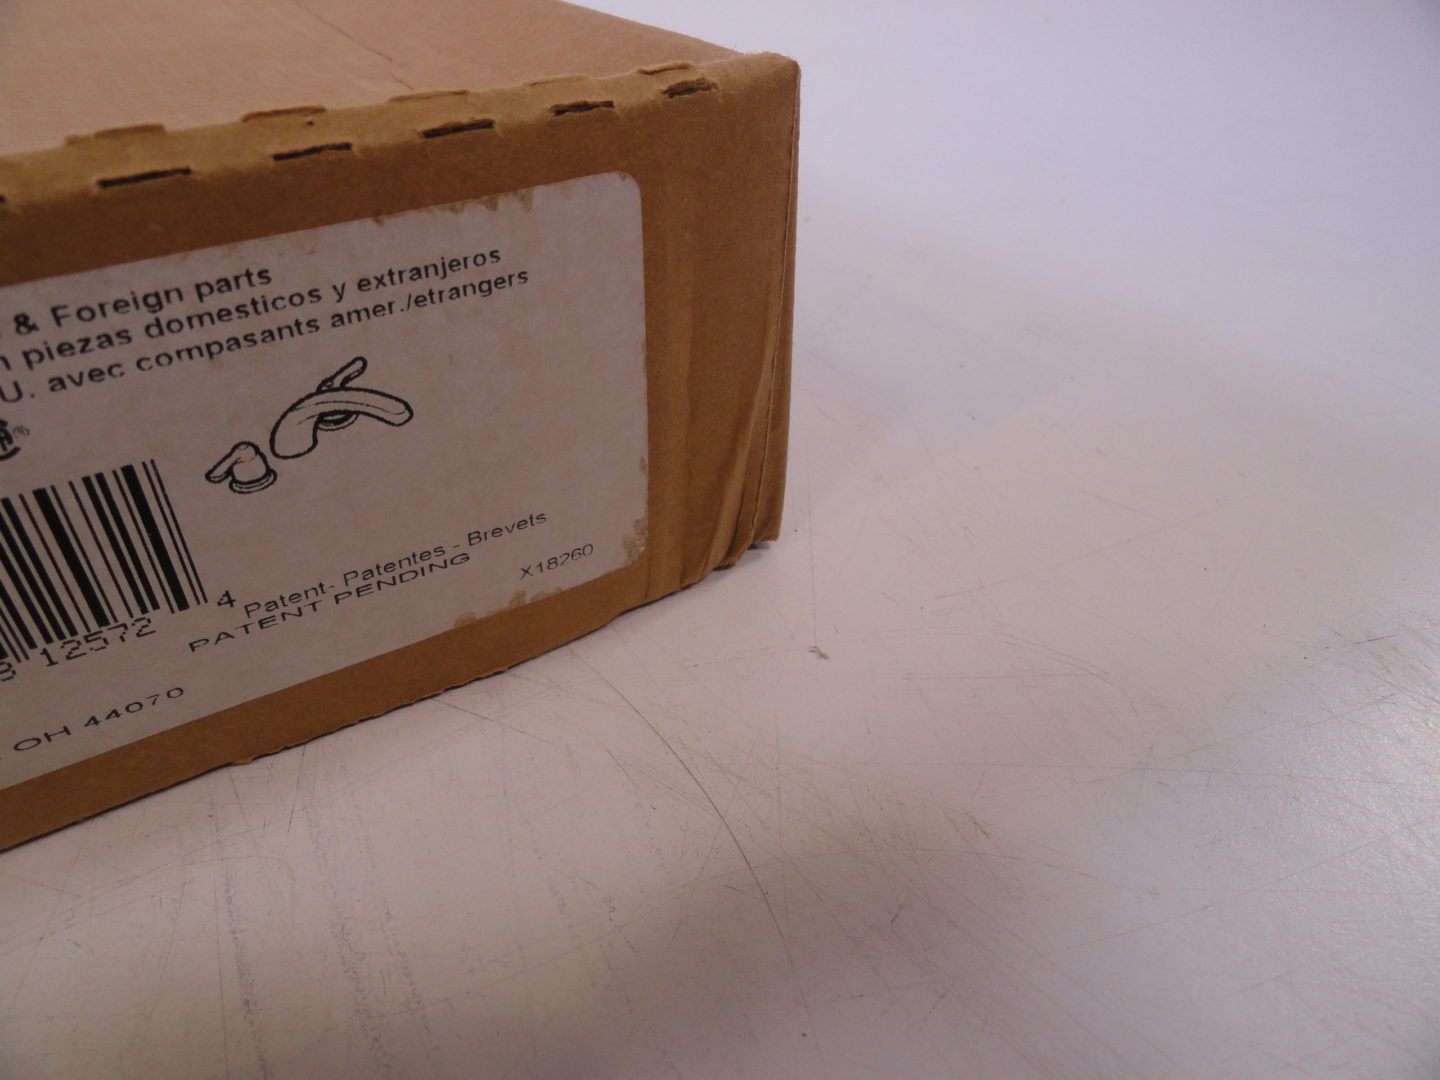 & Foreign parts
piezas domesticos y extranjeros
U. avec compasants amer./etrangers
12572 4
Patent- Patentes - Brevets
PATENT PENDING
X18260
OH 44070